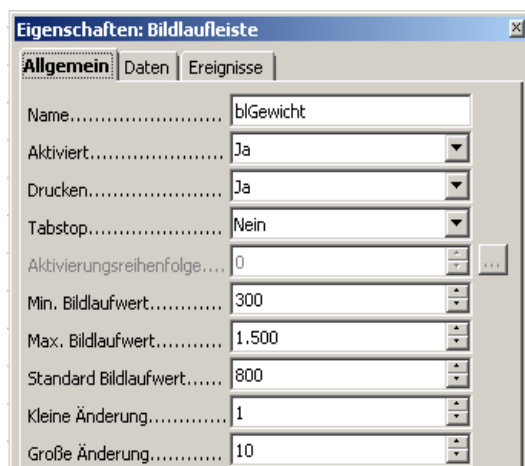 Eigenschaften: Bildlaufleiste
Allgemein Daten Ereignisse
Name........................ blGewicht
Aktiviert..................... Ja
Drucken..................... Ja
Tabstop..................... Nein
Aktivierungsreihenfolge.... 0 ...
Min. Bildlaufwert........... 300
Max. Bildlaufwert........... 1.500
Standard Bildlaufwert...... 800
Kleine Änderung............ 1
Große Änderung........... 10